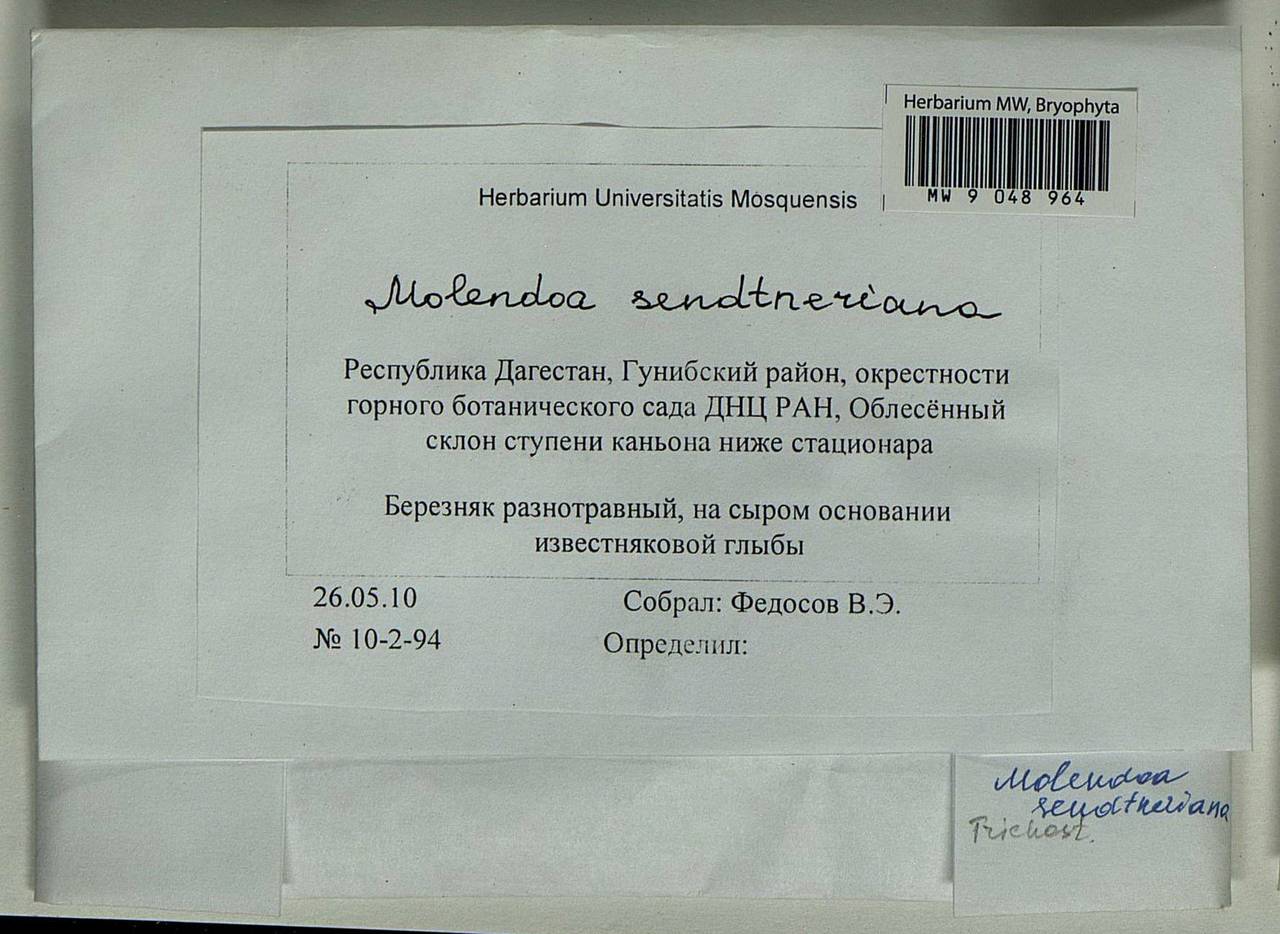 Herbarium MW, Bryophyta
MW 9 048 964
Herbarium Universitatis Mosquensis
Molendoa sendtneriana
Республика Дагестан, Гунибский район, окрестности
горного ботанического сада ДНЦ РАН, Облесённый
склон ступени каньона ниже стационара
Березняк разнотравный, на сыром основании
известняковой глыбы
26.05.10
Собрал: Федосов В.Э.
№ 10-2-94
Определил:
Molendoa
sendtneriana
Trichost.